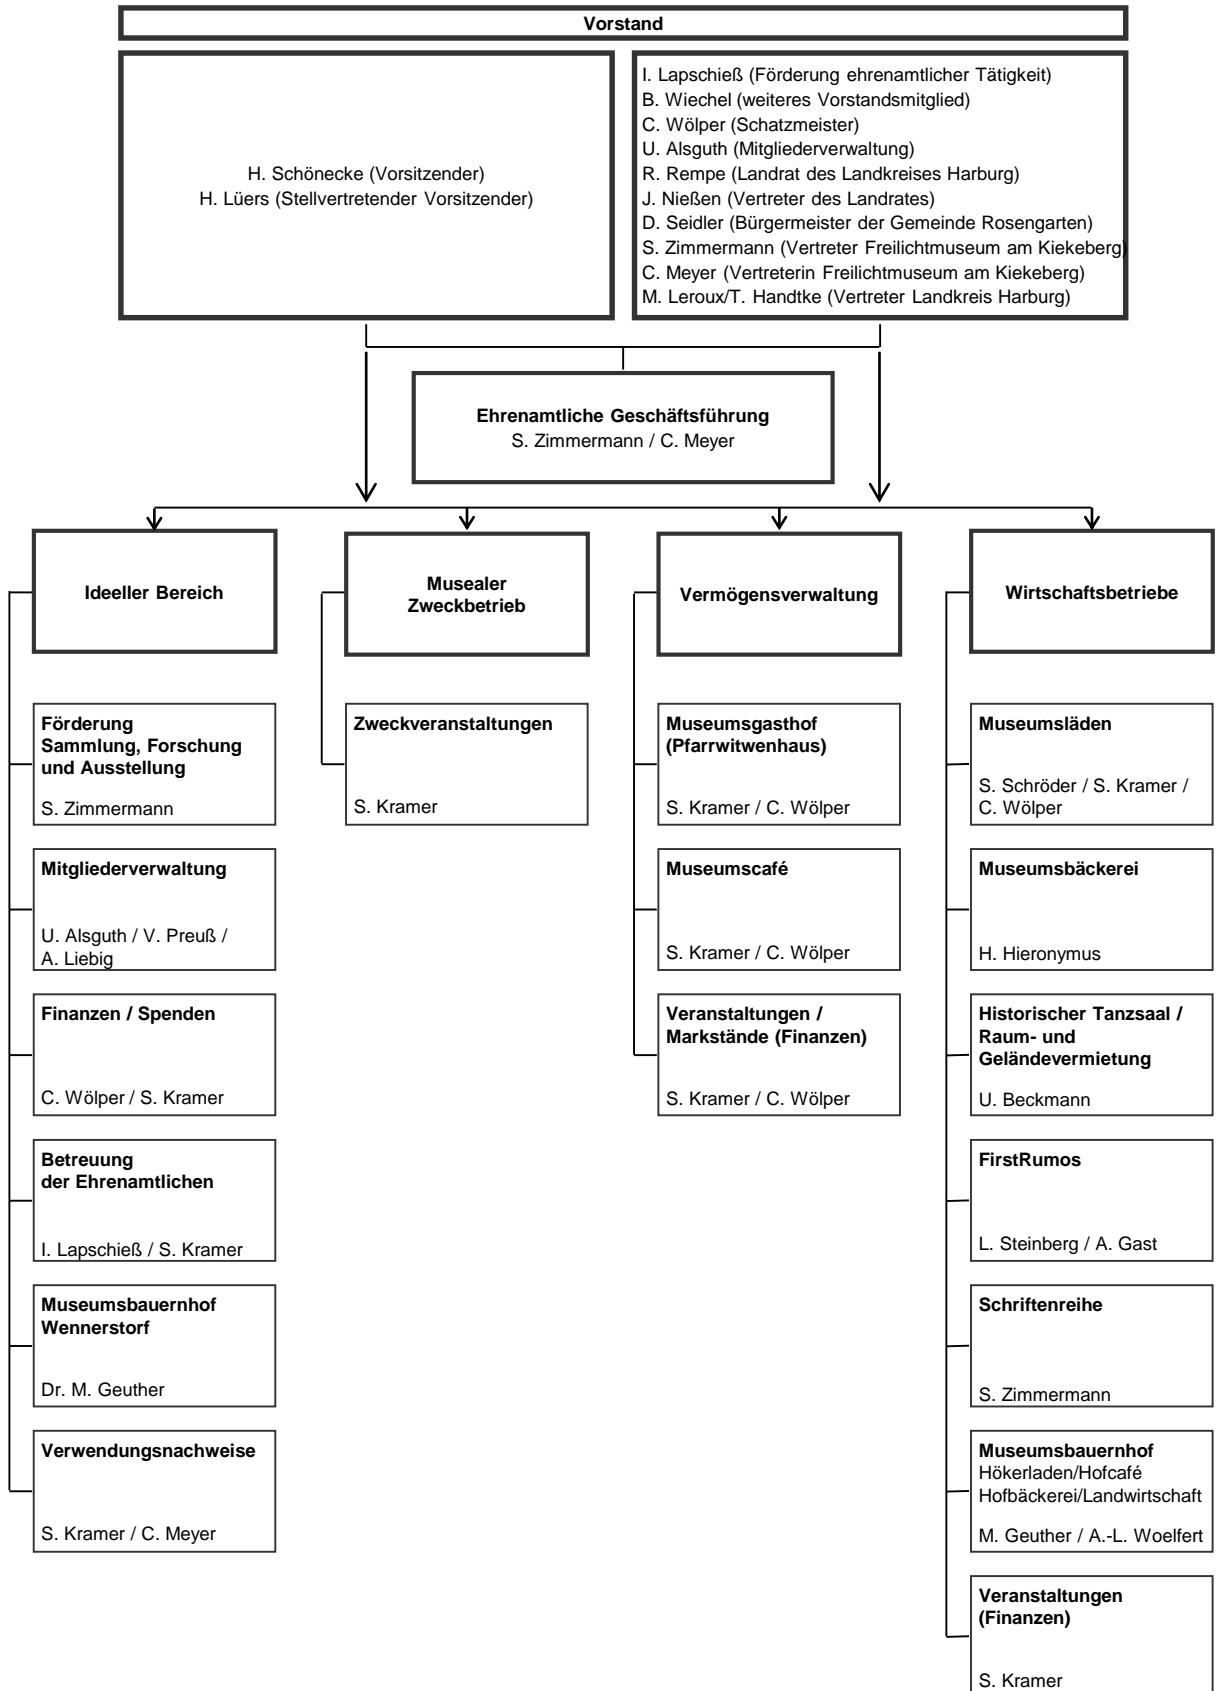 Vorstand
H. Schönecke (Vorsitzender)
H. Lüers (Stellvertretender Vorsitzender)
I. Lapschieß (Förderung ehrenamtlicher Tätigkeit)
B. Wiechel (weiteres Vorstandsmitglied)
C. Wölper (Schatzmeister)
U. Alsguth (Mitgliederverwaltung)
R. Rempe (Landrat des Landkreises Harburg)
J. Nießen (Vertreter des Landrates)
D. Seidler (Bürgermeister der Gemeinde Rosengarten)
S. Zimmermann (Vertreter Freilichtmuseum am Kiekeberg)
C. Meyer (Vertreterin Freilichtmuseum am Kiekeberg)
M. Leroux/T. Handtke (Vertreter Landkreis Harburg)
Ehrenamtliche Geschäftsführung
S. Zimmermann / C. Meyer
Ideeller Bereich
Förderung
Sammlung, Forschung
und Ausstellung
S. Zimmermann
Mitgliederverwaltung
U. Alsguth / V. Preuß /
A. Liebig
Finanzen / Spenden
C. Wölper / S. Kramer
Betreuung
der Ehrenamtlichen
I. Lapschieß / S. Kramer
Museumsbauernhof
Wennerstorf
Dr. M. Geuther
Verwendungsnachweise
S. Kramer / C. Meyer
Musealer
Zweckbetrieb
Zweckveranstaltungen
S. Kramer
Vermögensverwaltung
Museumsgasthof
(Pfarrwitwenhaus)
S. Kramer / C. Wölper
Museumscafé
S. Kramer / C. Wölper
Veranstaltungen /
Markstände (Finanzen)
S. Kramer / C. Wölper
Wirtschaftsbetriebe
Museumsläden
S. Schröder / S. Kramer /
C. Wölper
Museumsbäckerei
H. Hieronymus
Historischer Tanzsaal /
Raum- und
Geländevermietung
U. Beckmann
FirstRumos
L. Steinberg / A. Gast
Schriftenreihe
S. Zimmermann
Museumsbauernhof
Hökerladen/Hofcafé
Hofbäckerei/Landwirtschaft
M. Geuther / A.-L. Woelfert
Veranstaltungen
(Finanzen)
S. Kramer